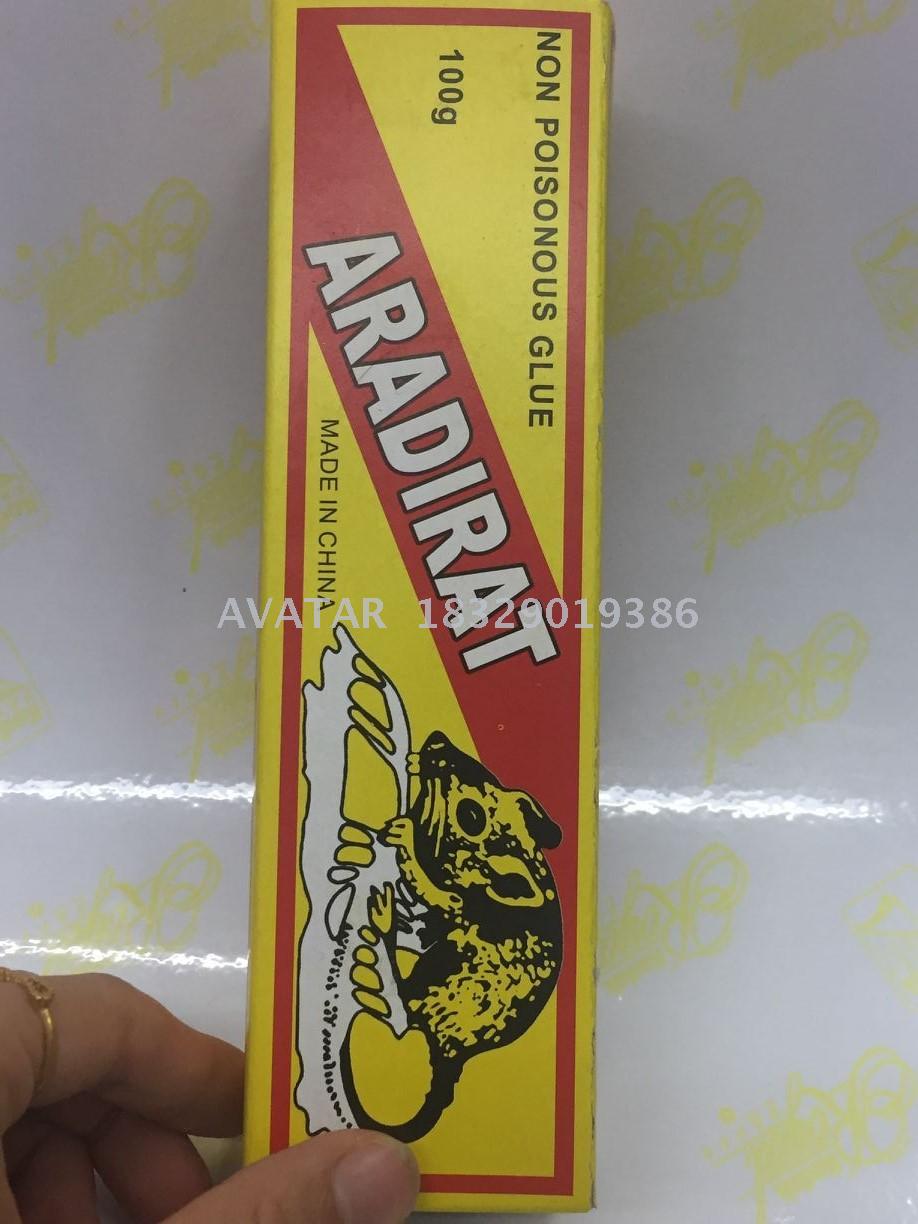 NON POISONOUS GLUE
100g
ARADIRAT
MADE IN CHINA
AVATAR 18329019386